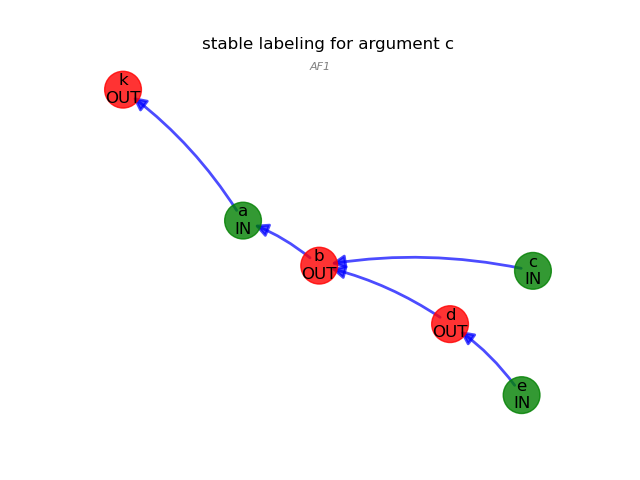 stable labeling for argument c
AF1
k
OUT
a
IN
b
OUT
c
IN
d
OUT
e
IN